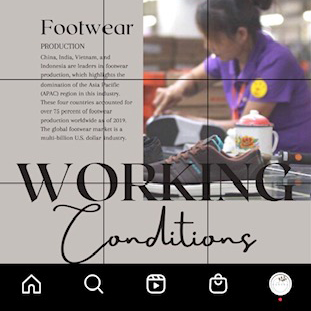 Footwear
PRODUCTION
China, India, Vietnam, and
Indonesia are leaders in footwear
production, which highlights the
domination of the Asia Pacific
(APAC) region in this industry.
These four countries accounted for
over 75 percent of footwear
production worldwide as of 2019.
The global footwear market is a
multi-billion U.S. dollar industry.
WORKING
Conditions